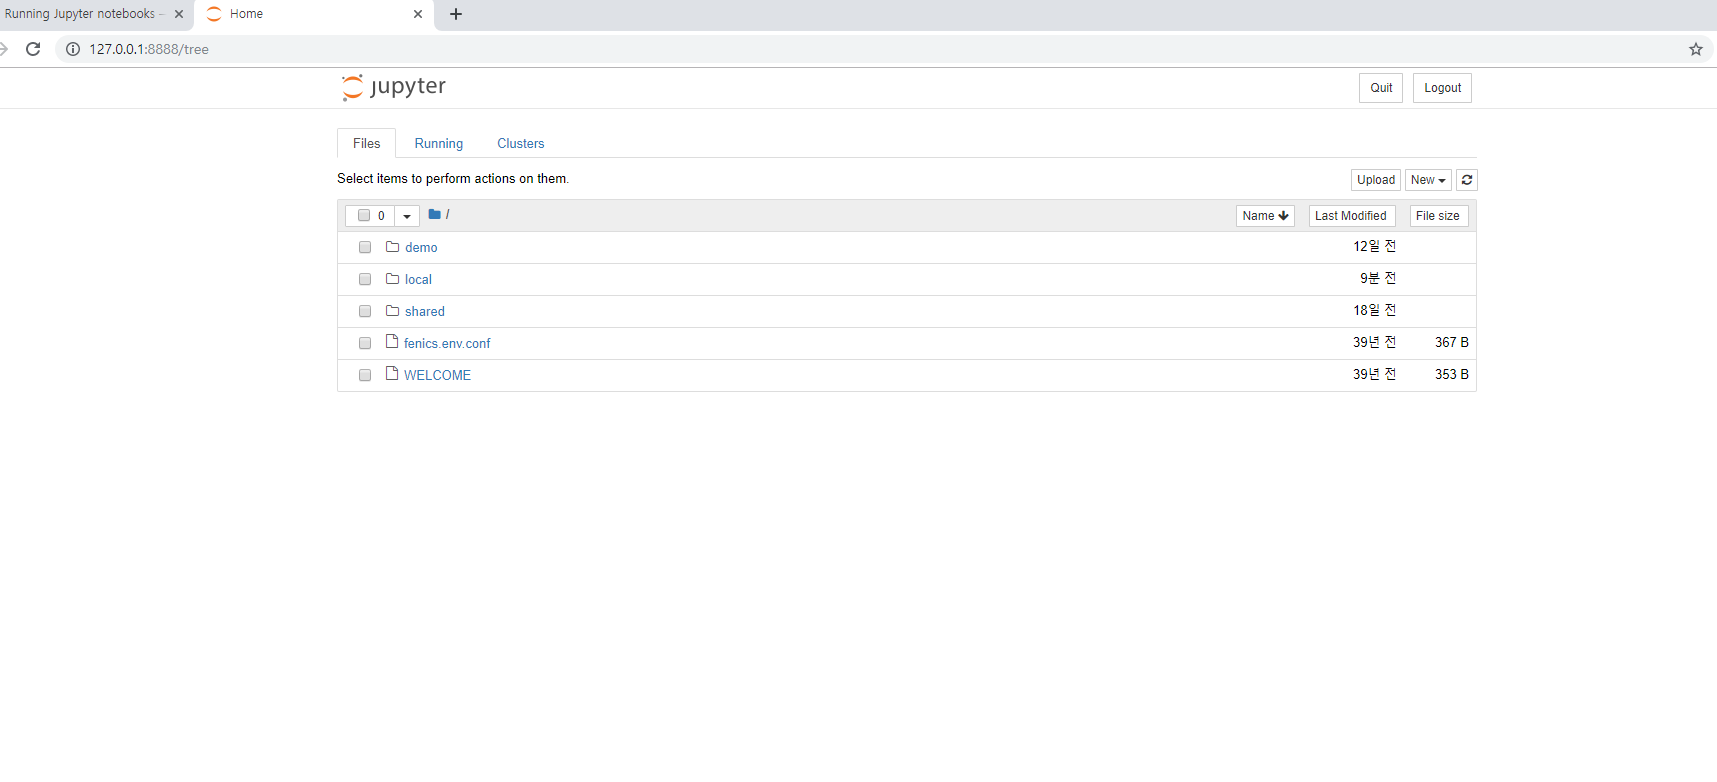 Running Jupyter notebooks – Home
127.0.0.1:8888/tree
jupyter Quit Logout
Files Running Clusters
Select items to perform actions on them. Upload New
0 / Name Last Modified File size
demo 12일 전
local 9분 전
shared 18일 전
fenics.env.conf 39년 전 367 B
WELCOME 39년 전 353 B